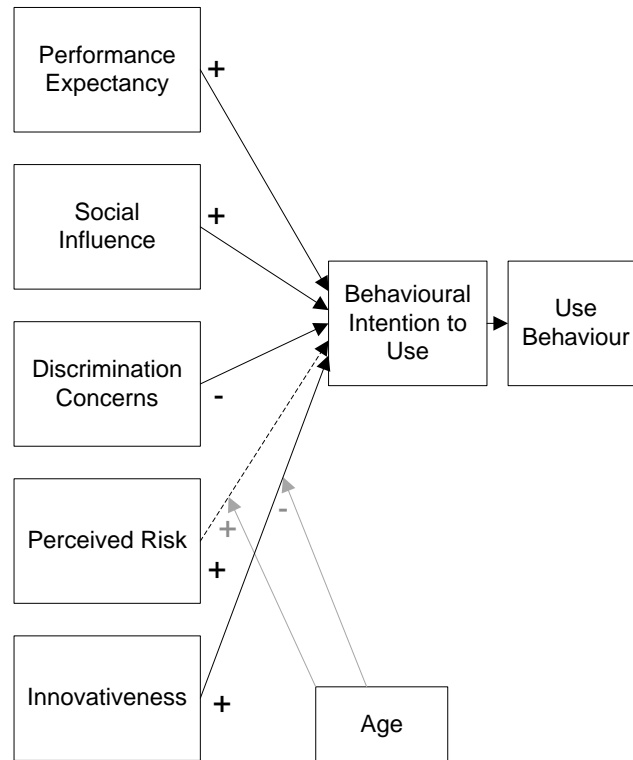 Performance
Expectancy
+
Social
Influence
+
Behavioural
Intention to
Use
Use
Behaviour
Discrimination
Concerns
-
Perceived Risk
+
+
-
Innovativeness
+
Age